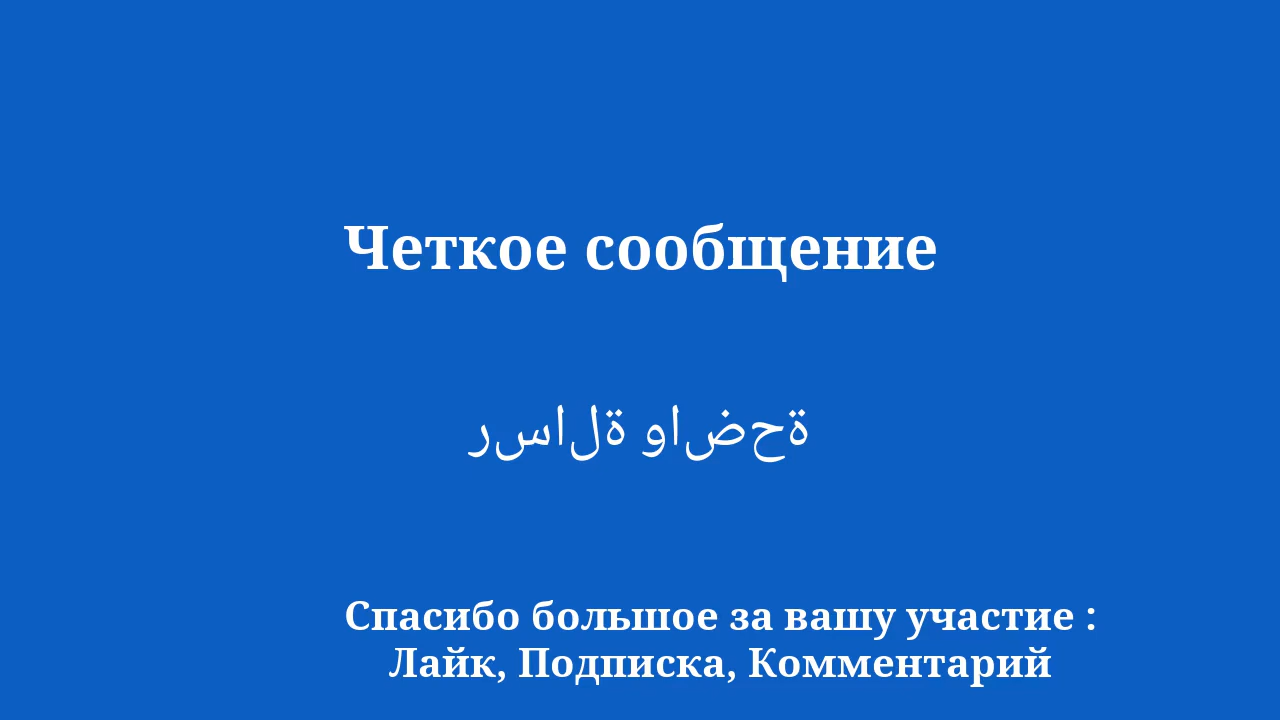 Четкое сообщение
رسالة واضحة
Спасибо большое за вашу участие :
Лайк, Подписка, Комментарий